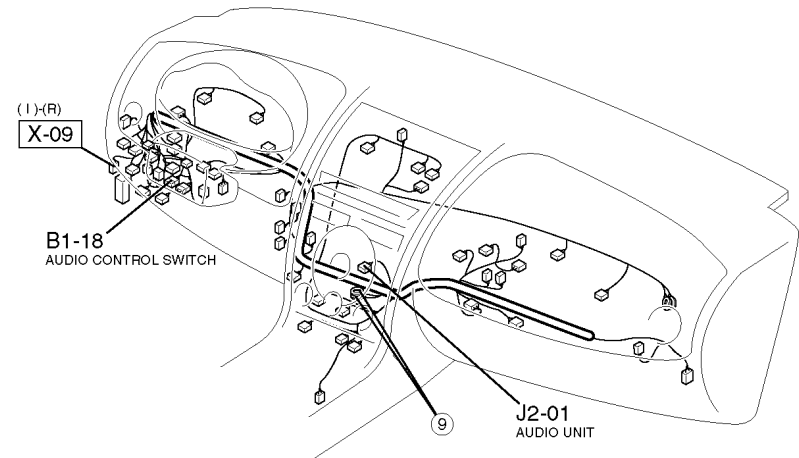 ( I )-(R)
X-09
B1-18
AUDIO CONTROL SWITCH
9
J2-01
AUDIO UNIT